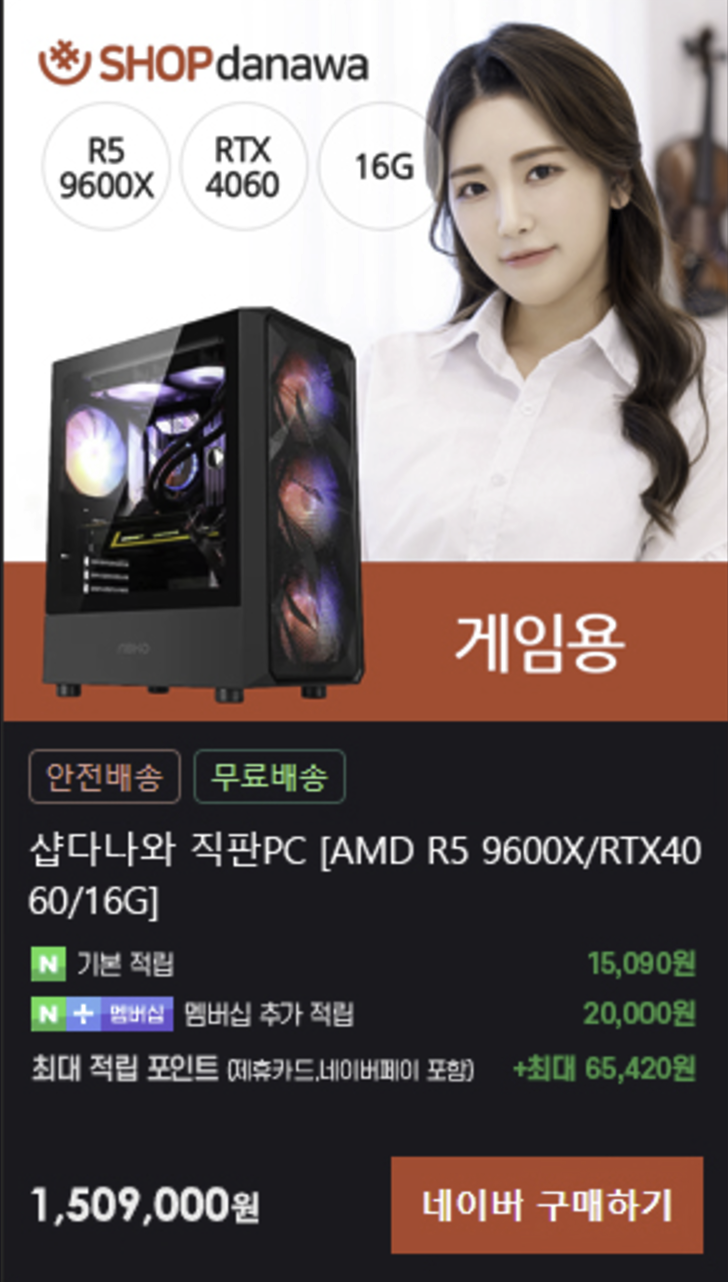 SHOPdanawa
R5
9600X
RTX
4060
16G
게임용
안전배송 무료배송
샵다나와 직판PC [AMD R5 9600X/RTX40
60/16G]
N 기본 적립 15,090원
N + 멤버십 멤버십 추가 적립 20,000원
최대 적립 포인트 (제휴카드,네이버페이 포함) +최대 65,420원
1,509,000원 네이버 구매하기